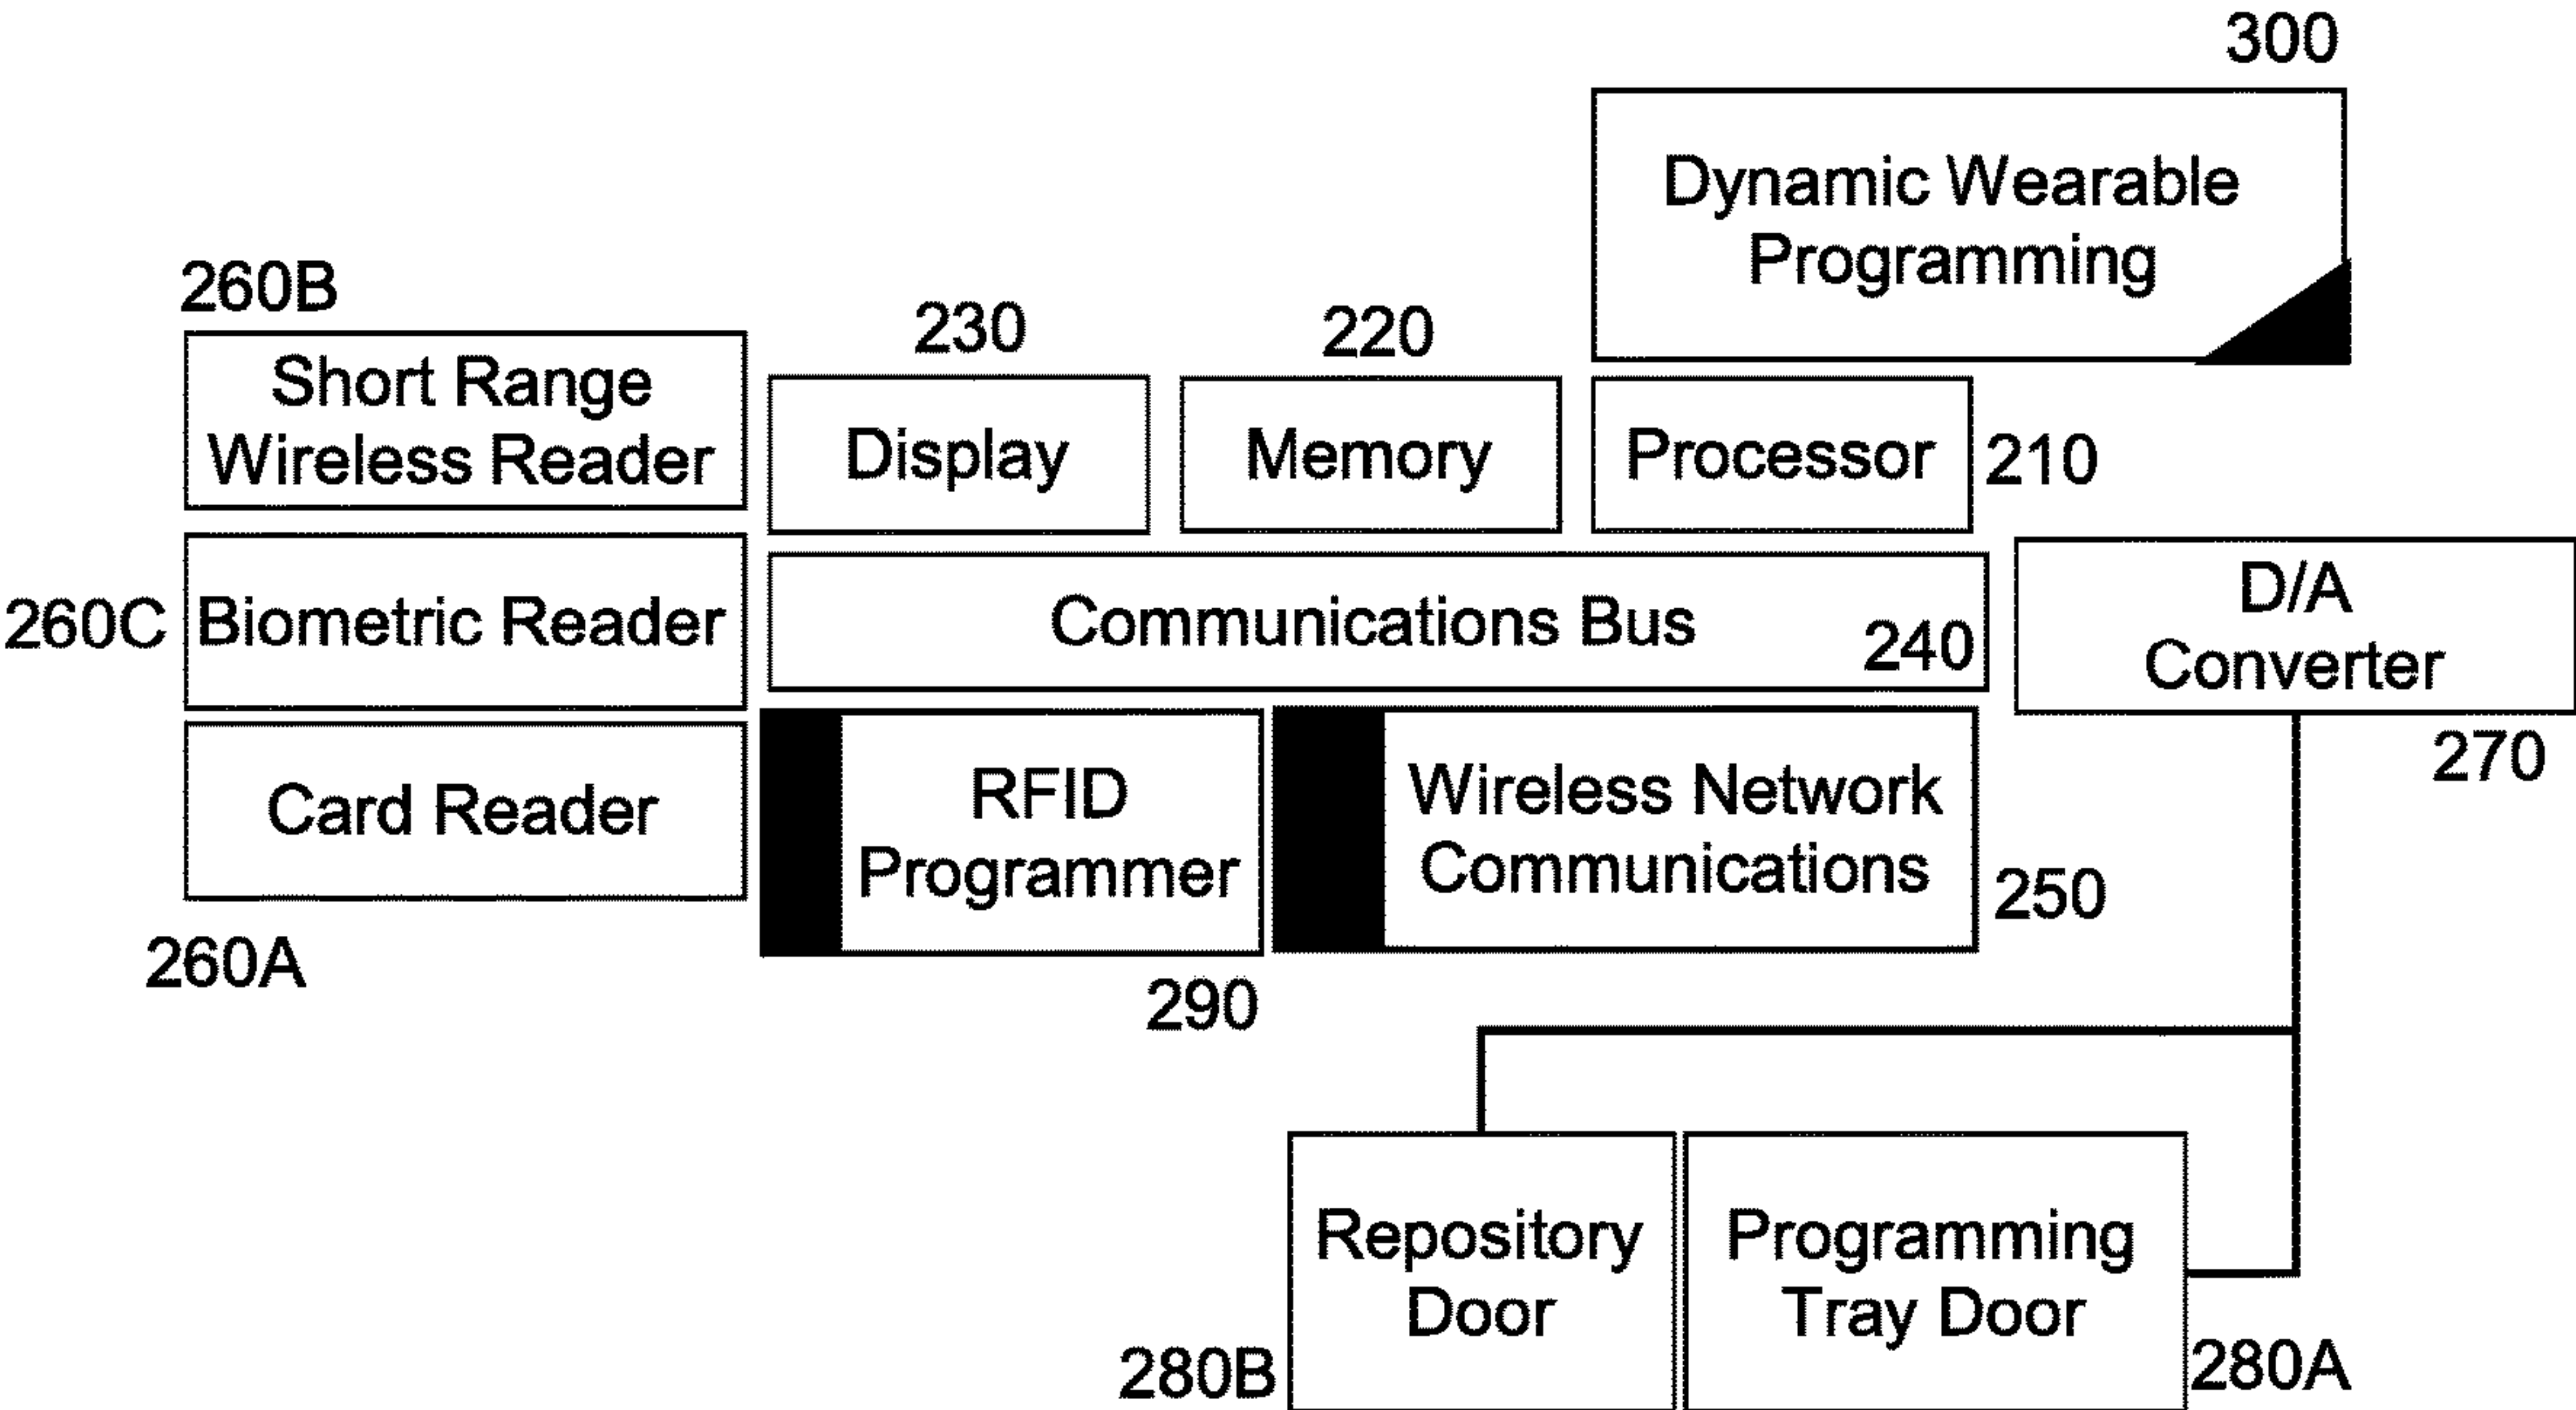 300
Dynamic Wearable
Programming
260B
Short Range
Wireless Reader
230
Display
220
Memory
Processor
210
260C
Biometric Reader
Communications Bus
240
D/A
Converter
270
Card Reader
260A
RFID
Programmer
290
Wireless Network
Communications
250
Repository
Door
280B
Programming
Tray Door
280A